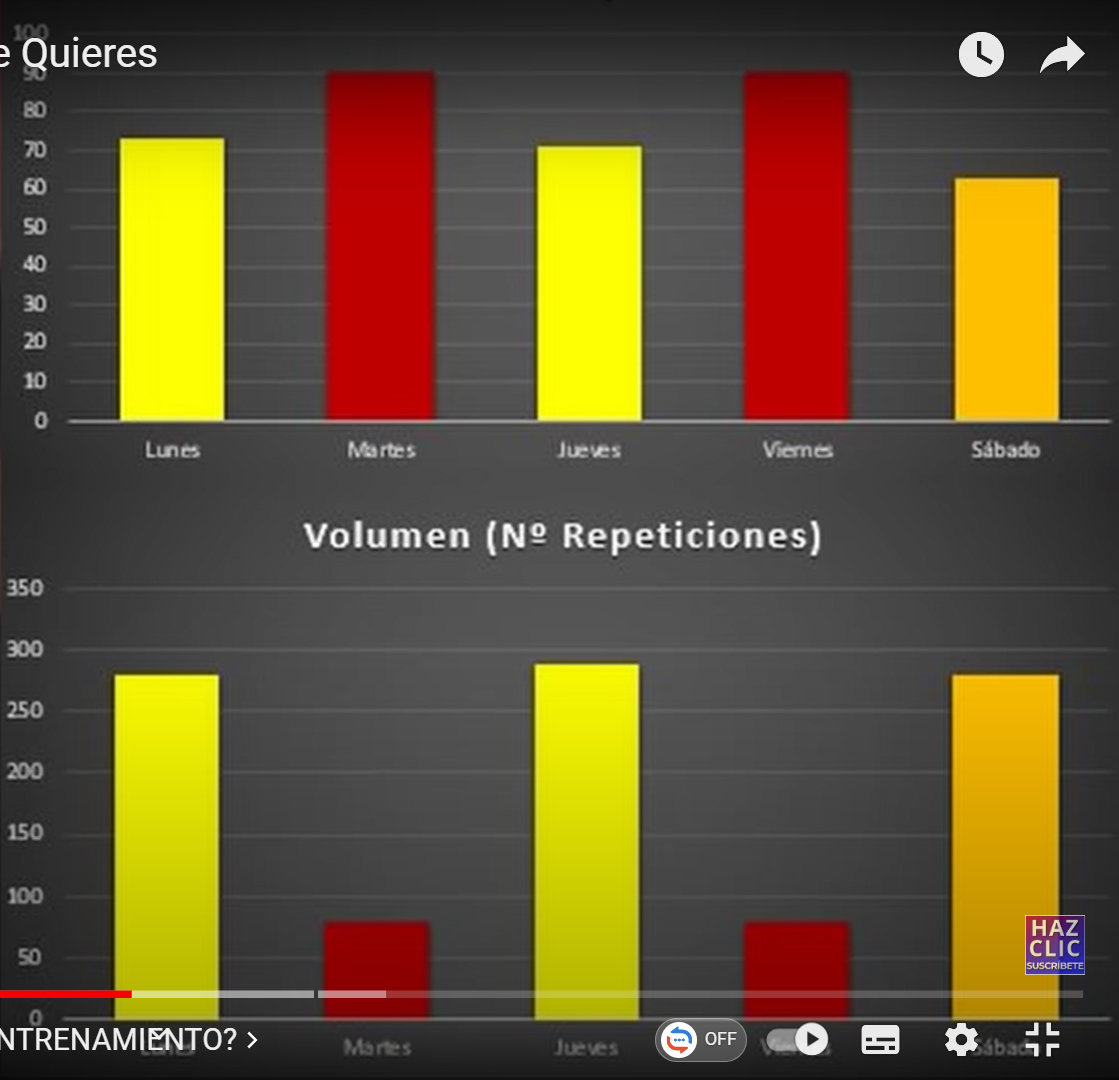 100
e Quieres
90
80
70
60
50
40
30
20
10
0
Lunes Martes Jueves Viernes Sábado
Volumen (Nº Repeticiones)
350
300
250
200
150
100
HAZ
CLIC
SUSCRÍBETE
50
0
NTRENAMIENTO? >
OFF
Lunes Martes Jueves Viernes Sábado